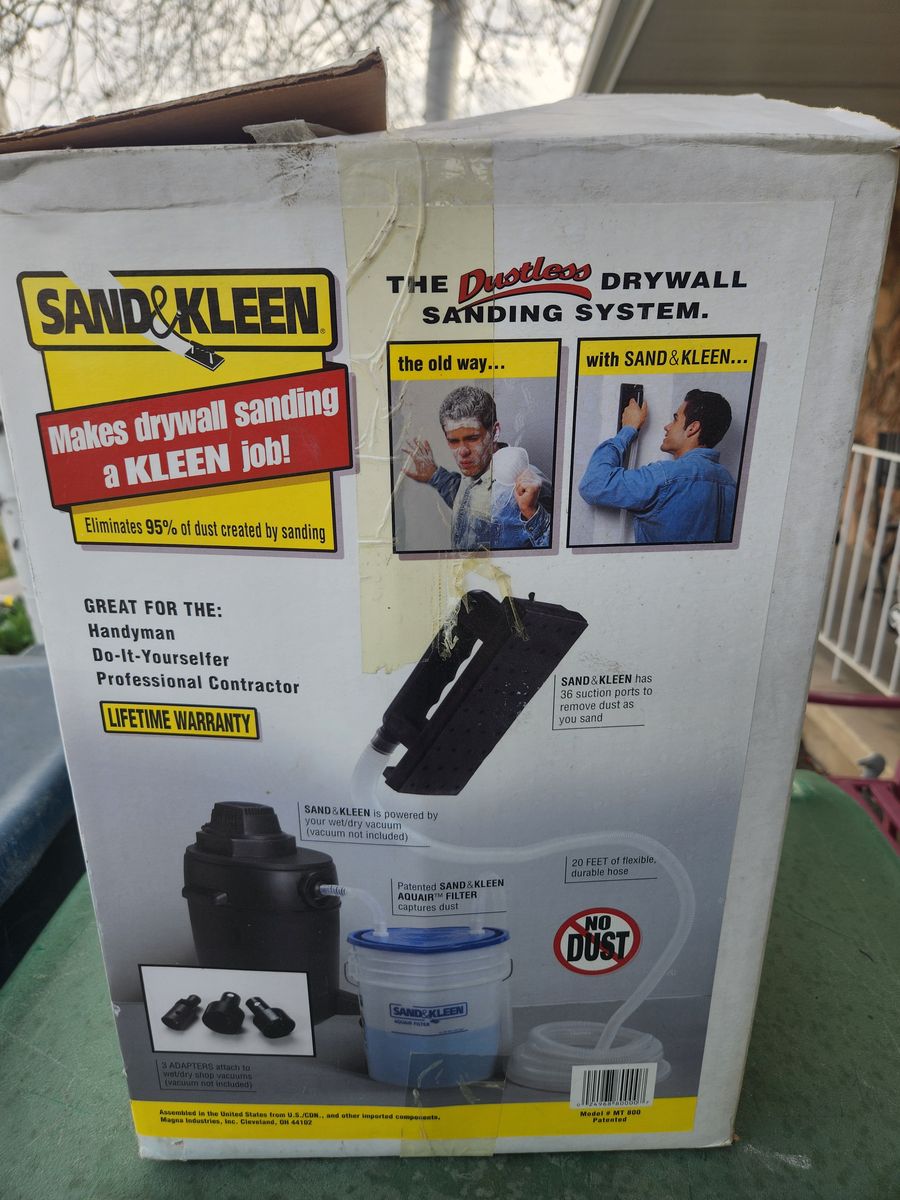 SAND&KLEEN®
Makes drywall sanding
a KLEEN job!
Eliminates 95% of dust created by sanding
THE Dustless DRYWALL
SANDING SYSTEM.
the old way...
with SAND&KLEEN...
GREAT FOR THE:
Handyman
Do-It-Yourselfer
Professional Contractor
LIFETIME WARRANTY
SAND&KLEEN has
36 suction ports to
remove dust as
you sand
SAND&KLEEN is powered by
your wet/dry vacuum
(vacuum not included)
20 FEET of flexible,
durable hose
Patented SAND&KLEEN
AQUAIR™ FILTER
captures dust
NO
DUST
SAND&KLEEN
AQUAIR FILTER
3 ADAPTERS attach to
wet/dry shop vacuums
(vacuum not included)
Assembled in the United States from U.S./CDN., and other imported components.
Magna Industries, Inc. Cleveland, OH 44102
Model # MT 800
Patented